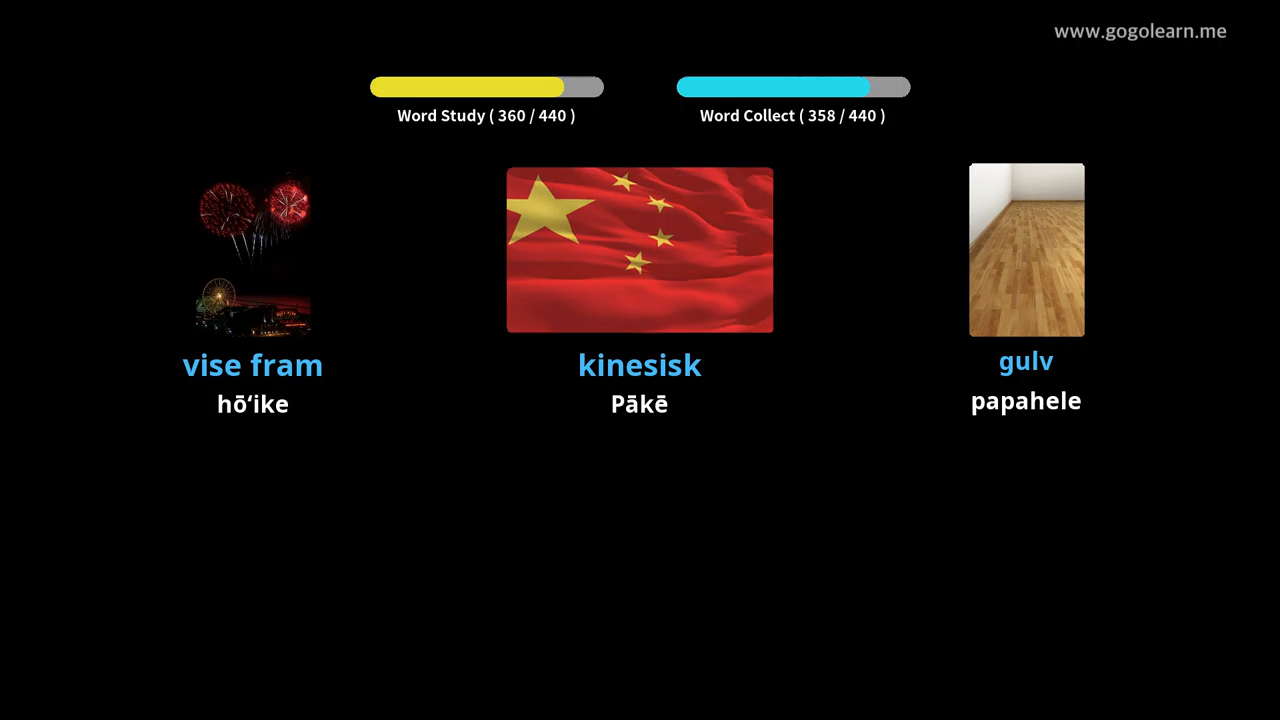 www.gogolearn.me
Word Study ( 360 / 440 )
Word Collect ( 358 / 440 )
vise fram
hōʻike
kinesisk
Pākē
gulv
papahele